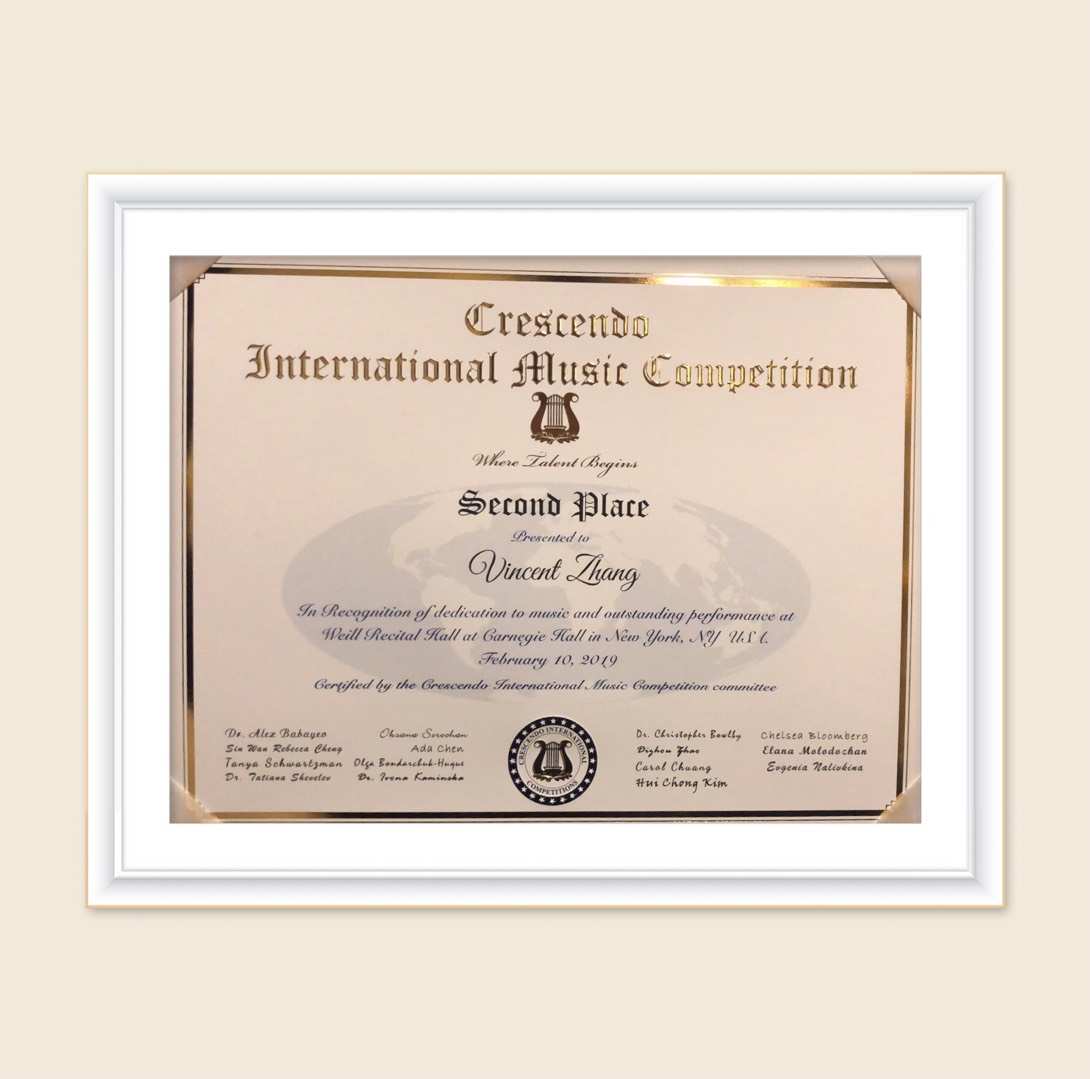 Crescendo
International Music Competition
Where Talent Begins
Second Place
Presented to
Vincent Zhang
In Recognition of dedication to music and outstanding performance at
Weill Recital Hall at Carnegie Hall in New York, NY U.S.A.
February 10, 2019
Certified by the Crescendo International Music Competition committee
Dr. Alex Babayev
Sin Wan Rebecca Cheng
Tanya Schwartzman
Dr. Tatiana Shevelev
Oksana Sorochan
Ada Chen
Olga Bondarchuk-Huque
Dr. Irena Kaminska
CRESCENDO INTERNATIONAL
COMPETITIONS
Dr. Christopher Bowlby
Dizhou Zhao
Carol Chuang
Hui Chong Kim
Chelsea Bloomberg
Elana Molodozhan
Evgenia Nalivkina